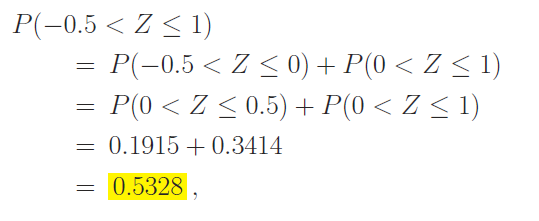 P(−0.5 < Z ≤ 1)
= P(−0.5 < Z ≤ 0) + P(0 < Z ≤ 1)
= P(0 < Z ≤ 0.5) + P(0 < Z ≤ 1)
= 0.1915 + 0.3414
= 0.5328 ,